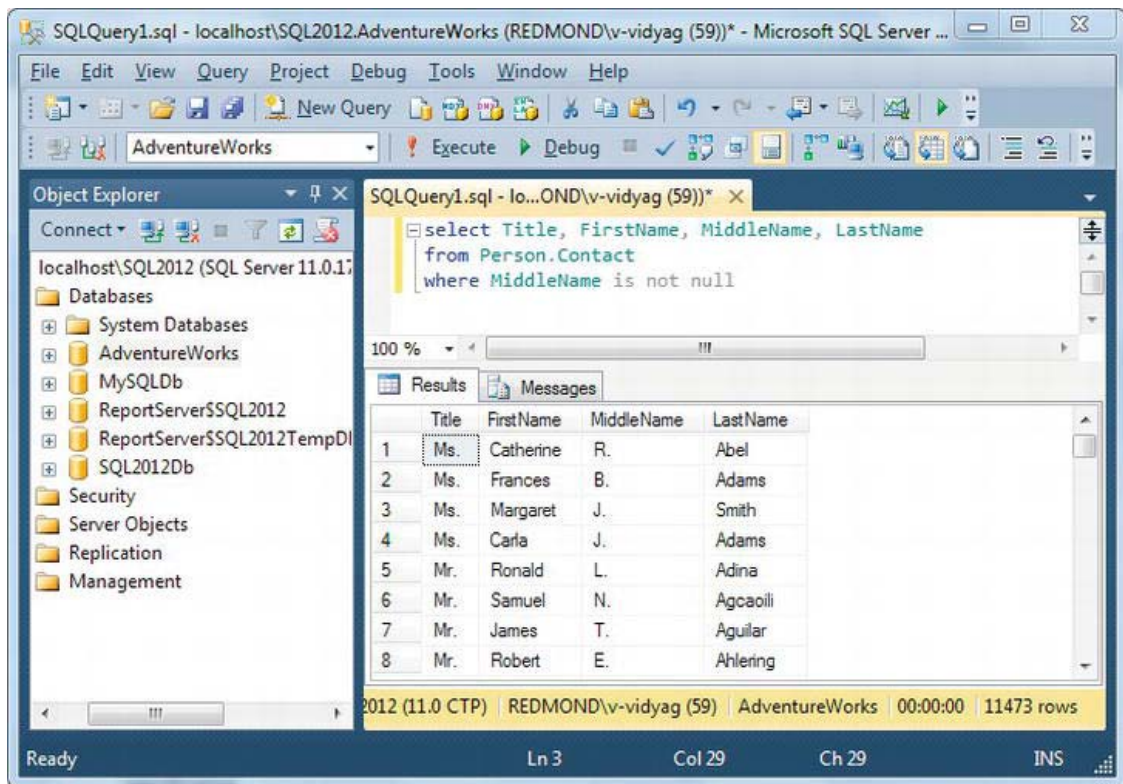 SQLQuery1.sql - localhost\SQL2012.AdventureWorks (REDMOND\v-vidyag (59))* - Microsoft SQL Server ...
File Edit View Query Project Debug Tools Window Help
New Query
AdventureWorks Execute Debug
Object Explorer
Connect
localhost\SQL2012 (SQL Server 11.0.17
Databases
System Databases
AdventureWorks
MySQLDb
ReportServer$SQL2012
ReportServer$SQL2012TempDI
SQL2012Db
Security
Server Objects
Replication
Management
SQLQuery1.sql - lo...OND\v-vidyag (59))*
select Title, FirstName, MiddleName, LastName
from Person.Contact
where MiddleName is not null
100 %
Results Messages
Title FirstName MiddleName LastName
1 Ms. Catherine R. Abel
2 Ms. Frances B. Adams
3 Ms. Margaret J. Smith
4 Ms. Carla J. Adams
5 Mr. Ronald L. Adina
6 Mr. Samuel N. Agcaoili
7 Mr. James T. Aguilar
8 Mr. Robert E. Ahlering
2012 (11.0 CTP) REDMOND\v-vidyag (59) AdventureWorks 00:00:00 11473 rows
Ready Ln 3 Col 29 Ch 29 INS